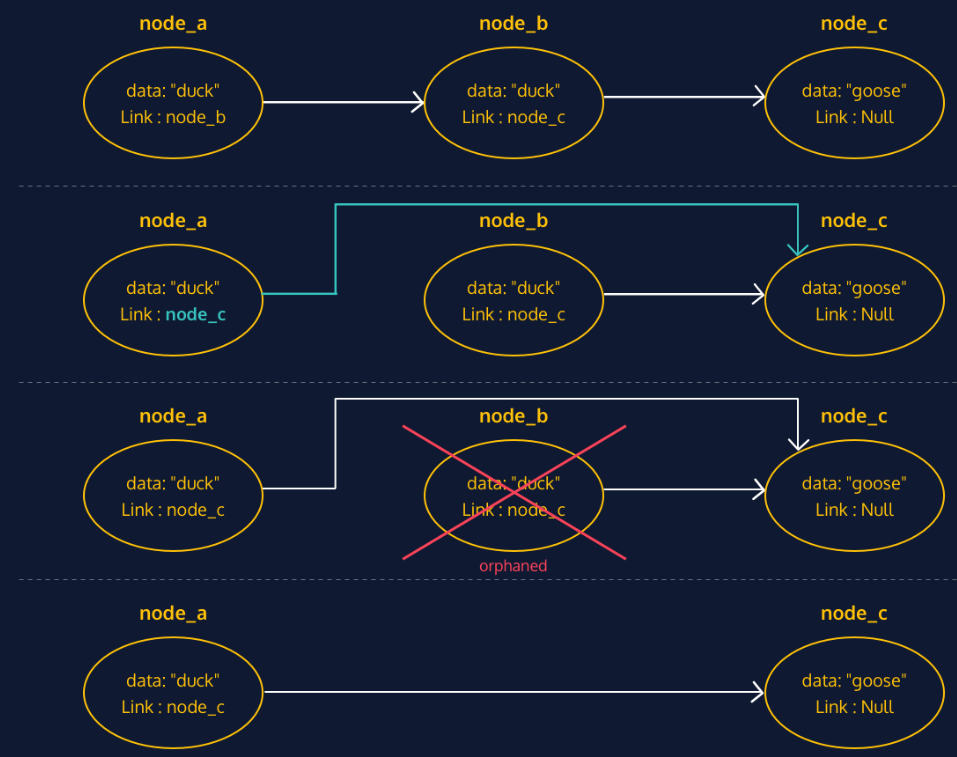 node_a node_b node_c
data: "duck" data: "duck" data: "goose"
Link : node_b Link : node_c Link : Null
node_a node_b node_c
data: "duck" data: "duck" data: "goose"
Link : node_c Link : node_c Link : Null
node_a node_b node_c
data: "duck" data: "duck" data: "goose"
Link : node_c Link : node_c Link : Null
orphaned
node_a node_c
data: "duck" data: "goose"
Link : node_c Link : Null